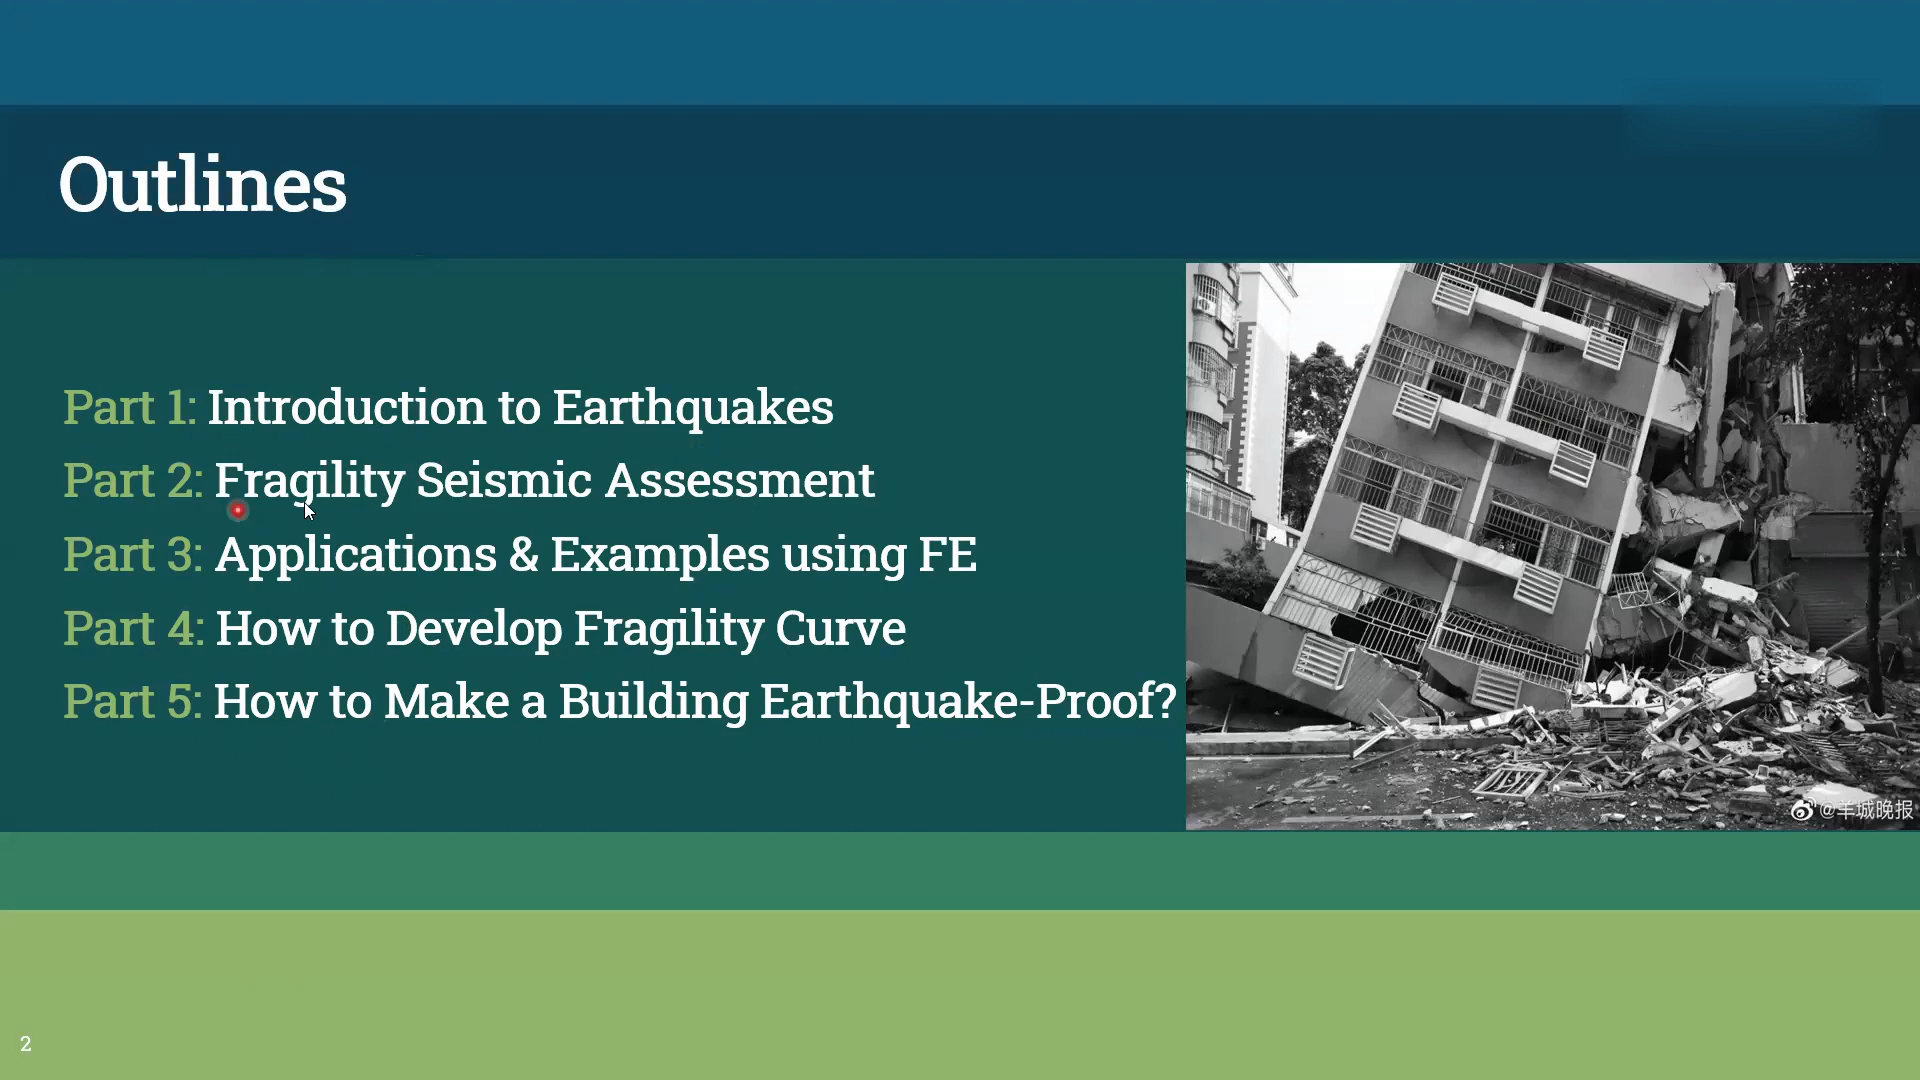 Outlines
Part 1: Introduction to Earthquakes
Part 2: Fragility Seismic Assessment
Part 3: Applications & Examples using FE
Part 4: How to Develop Fragility Curve
Part 5: How to Make a Building Earthquake-Proof?
@羊城晚报
2